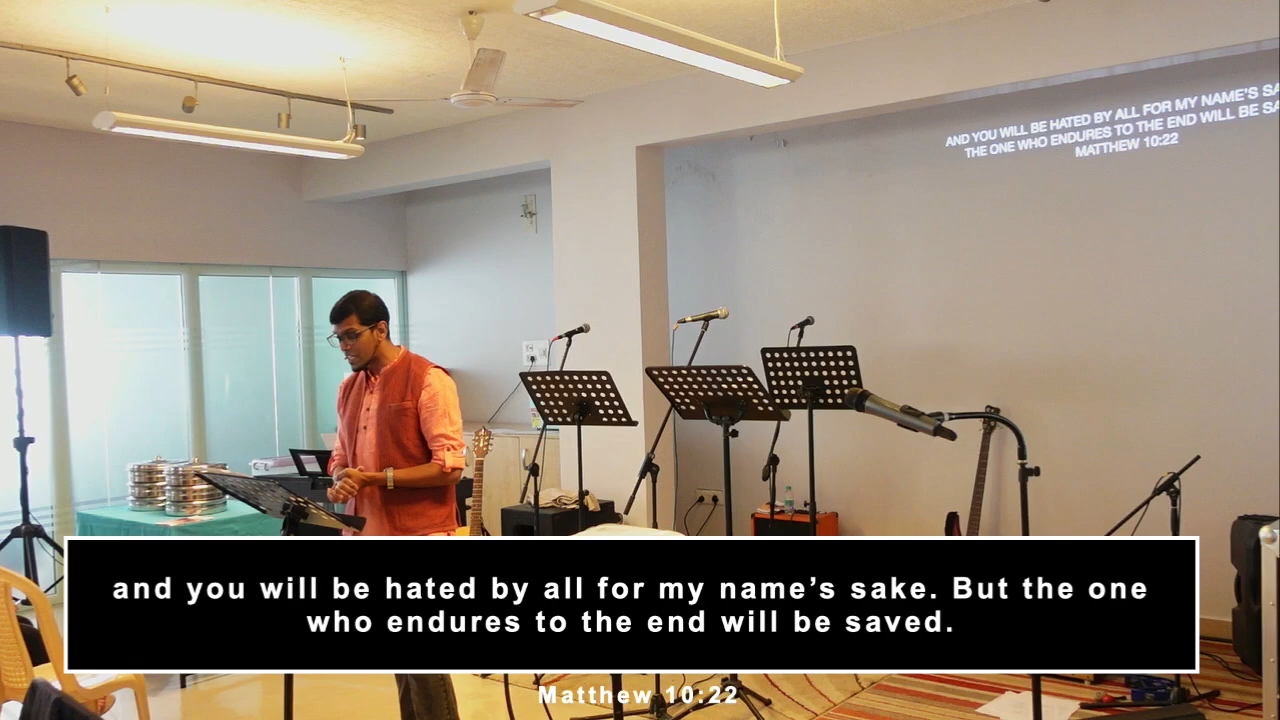 AND YOU WILL BE HATED BY ALL FOR MY NAME'S
THE ONE WHO ENDURES TO THE END WILL BE
MATTHEW 10:22
and you will be hated by all for my name’s sake. But the one
who endures to the end will be saved.
Matthew 10:22